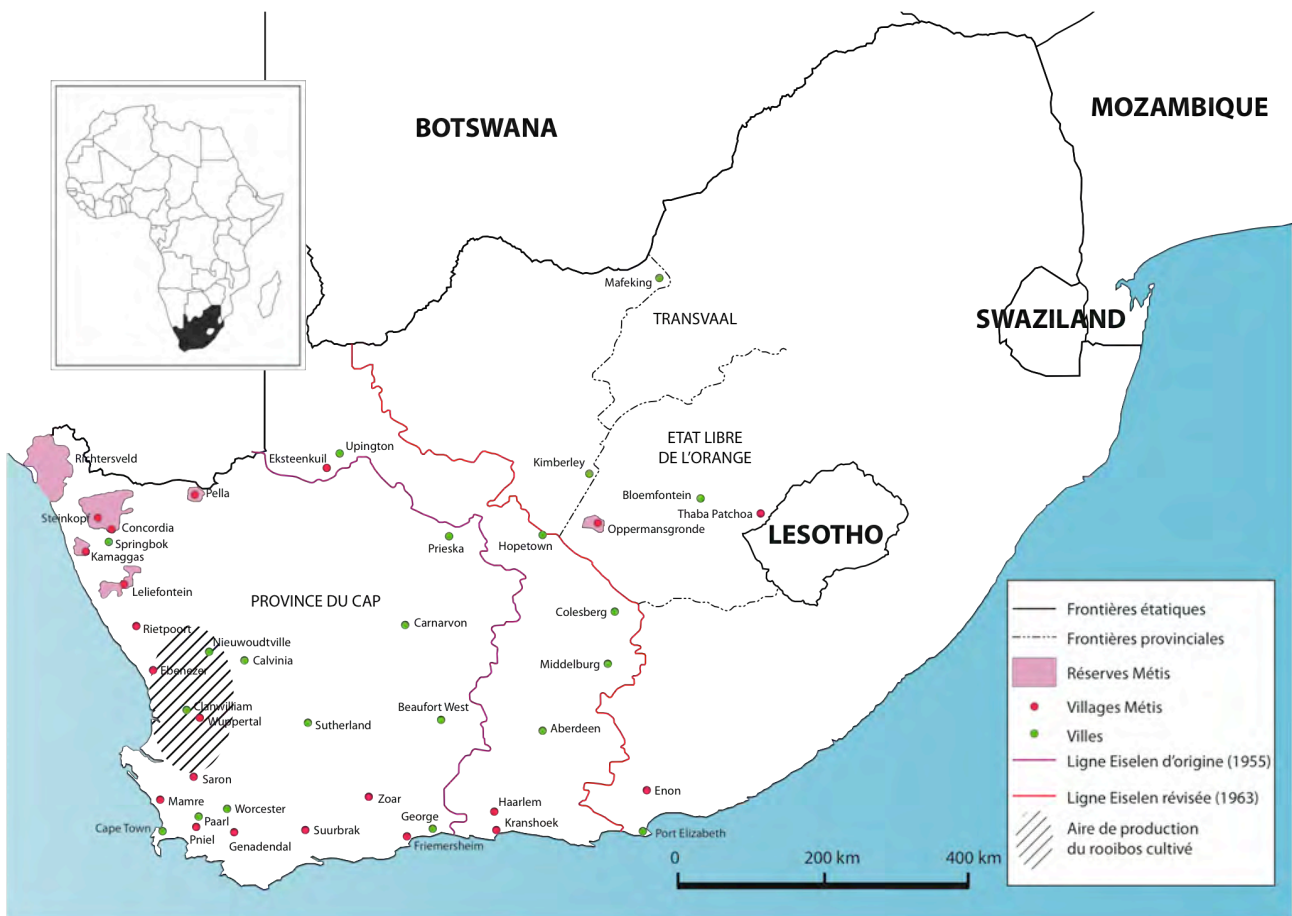 BOTSWANA
MOZAMBIQUE
Mafeking
TRANSVAAL
SWAZILAND
Richtersveld
Eksteenkuil
Upington
ETAT LIBRE
DE L'ORANGE
Kimberley
Pella
Bloemfontein
Thaba Patchoa
Steinkopf
Concordia
Oppermansgronde
LESOTHO
Springbok
Kamaggas
Prieska
Hopetown
Leliefontein
PROVINCE DU CAP
Colesberg
Carnarvon
Rietpoort
Nieuwoudtville
Calvinia
Middelburg
Ebenezer
Clanwilliam
Wuppertal
Sutherland
Beaufort West
Aberdeen
Saron
Mamre
Worcester
Zoar
Haarlem
Enon
Cape Town
Paarl
Pniel
Genadendal
Suurbrak
George
Friemersheim
Kranshoek
Port Elizabeth
0
200 km
400 km
Frontières étatiques
Frontières provinciales
Réserves Métis
Villages Métis
Villes
Ligne Eiselen d'origine (1955)
Ligne Eiselen révisée (1963)
Aire de production
du rooibos cultivé